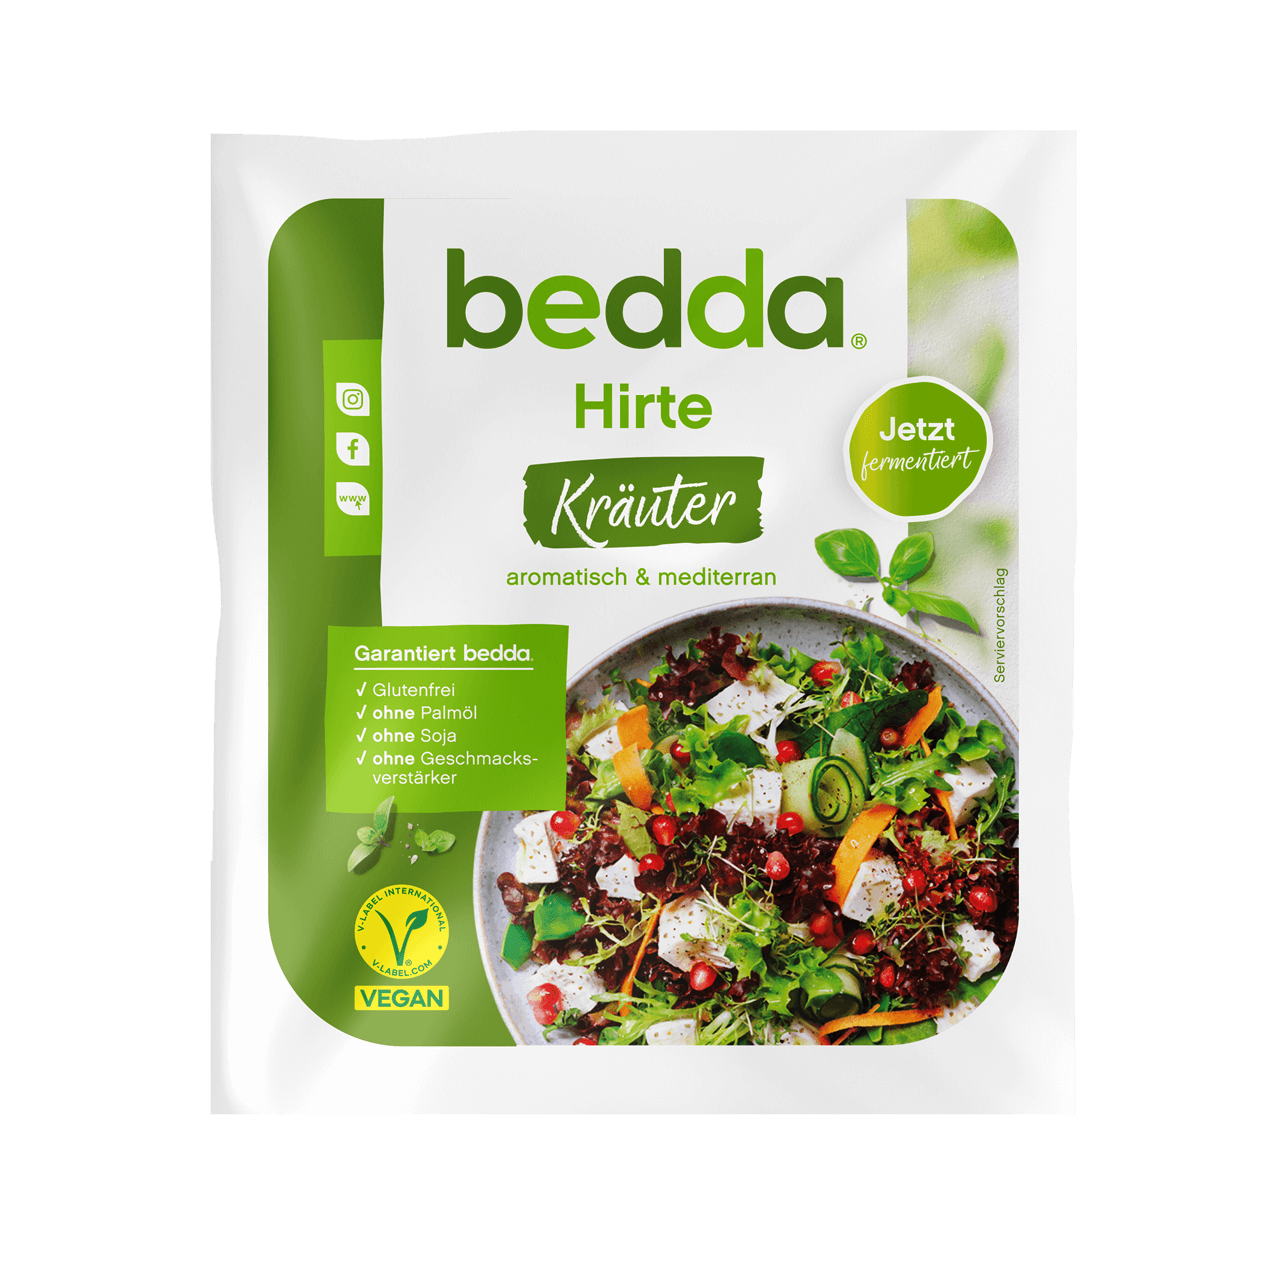 bedda®
Hirte
Kräuter
aromatisch & mediterran
Jetzt
fermentiert
www
Serviervorschlag
Garantiert bedda®
✓ Glutenfrei
✓ ohne Palmöl
✓ ohne Soja
✓ ohne Geschmacks-
verstärker
V-LABEL INTERNATIONAL
®
V-LABEL.COM
VEGAN